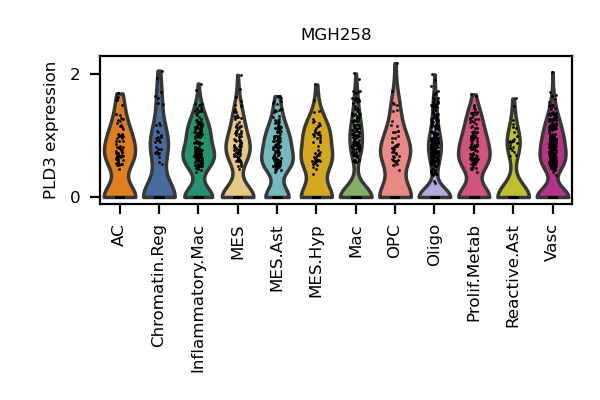 MGH258
PLD3 expression
2
0
AC
Chromatin.Reg
Inflammatory.Mac
MES
MES.Ast
MES.Hyp
Mac
OPC
Oligo
Prolif.Metab
Reactive.Ast
Vasc